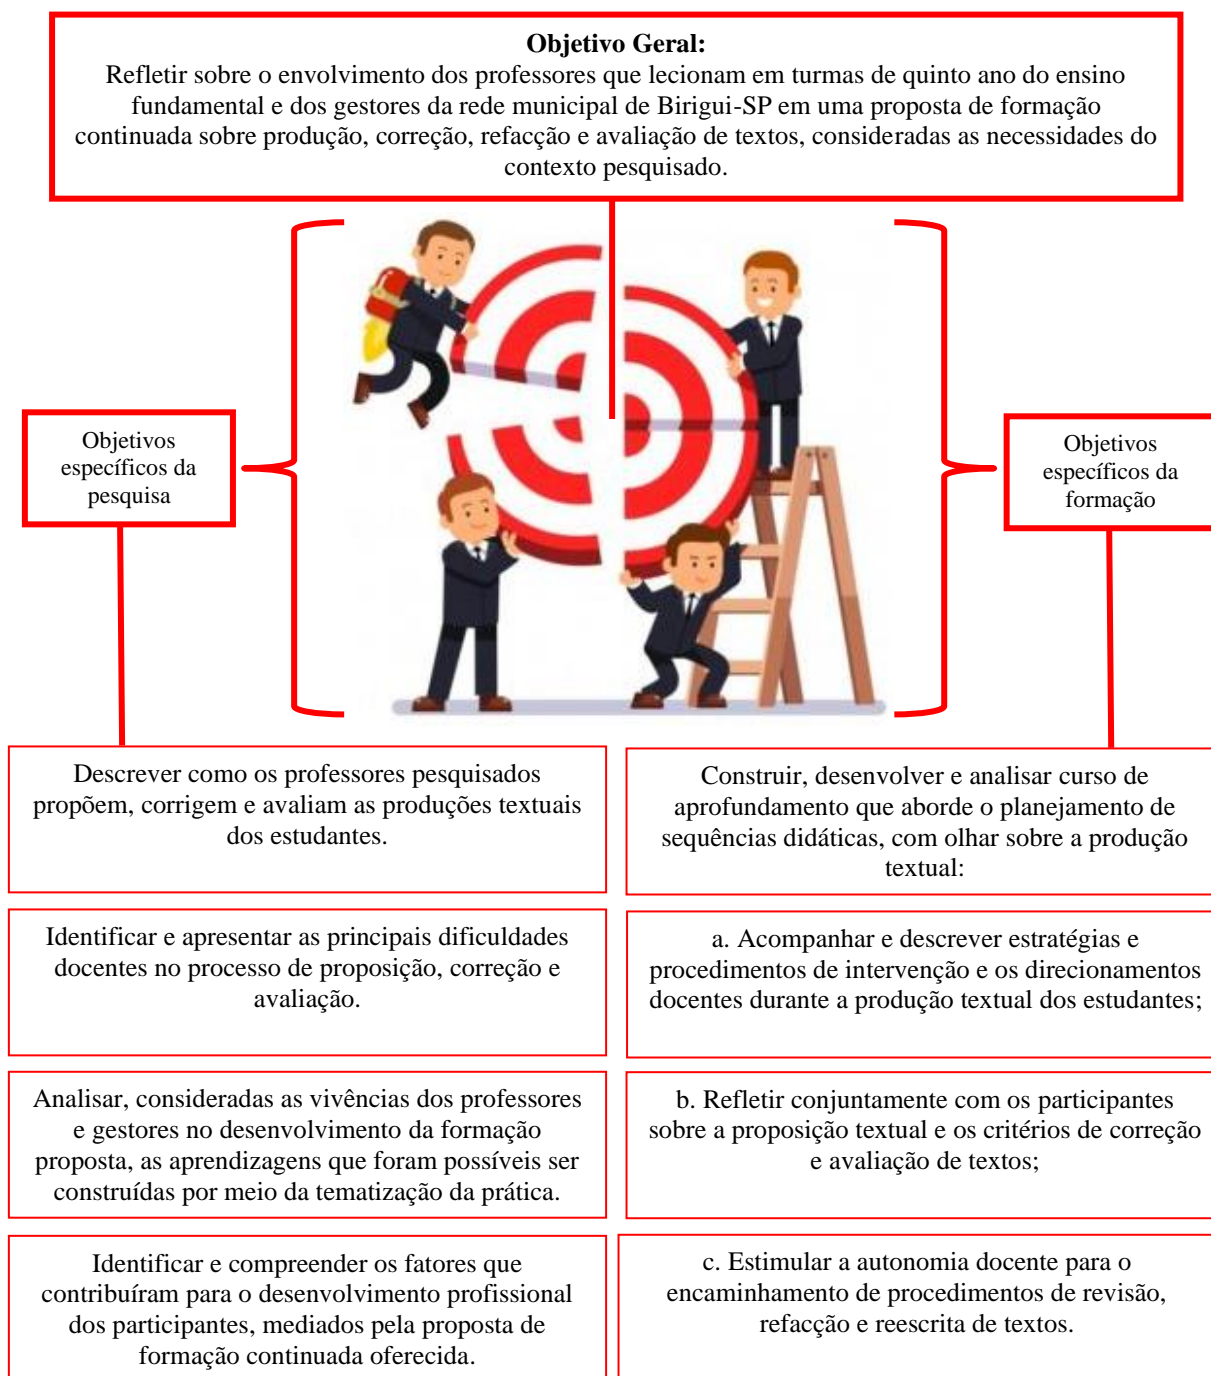 Objetivo Geral:
Refletir sobre o envolvimento dos professores que lecionam em turmas de quinto ano do ensino
fundamental e dos gestores da rede municipal de Birigui-SP em uma proposta de formação
continuada sobre produção, correção, refacção e avaliação de textos, consideradas as necessidades do
contexto pesquisado.
Objetivos
específicos da
pesquisa
Objetivos
específicos da
formação
Descrever como os professores pesquisados
propõem, corrigem e avaliam as produções textuais
dos estudantes.
Identificar e apresentar as principais dificuldades
docentes no processo de proposição, correção e
avaliação.
Analisar, consideradas as vivências dos professores
e gestores no desenvolvimento da formação
proposta, as aprendizagens que foram possíveis ser
construídas por meio da tematização da prática.
Identificar e compreender os fatores que
contribuíram para o desenvolvimento profissional
dos participantes, mediados pela proposta de
formação continuada oferecida.
Construir, desenvolver e analisar curso de
aprofundamento que aborde o planejamento de
sequências didáticas, com olhar sobre a produção
textual:
a. Acompanhar e descrever estratégias e
procedimentos de intervenção e os direcionamentos
docentes durante a produção textual dos estudantes;
b. Refletir conjuntamente com os participantes
sobre a proposição textual e os critérios de correção
e avaliação de textos;
c. Estimular a autonomia docente para o
encaminhamento de procedimentos de revisão,
refacção e reescrita de textos.